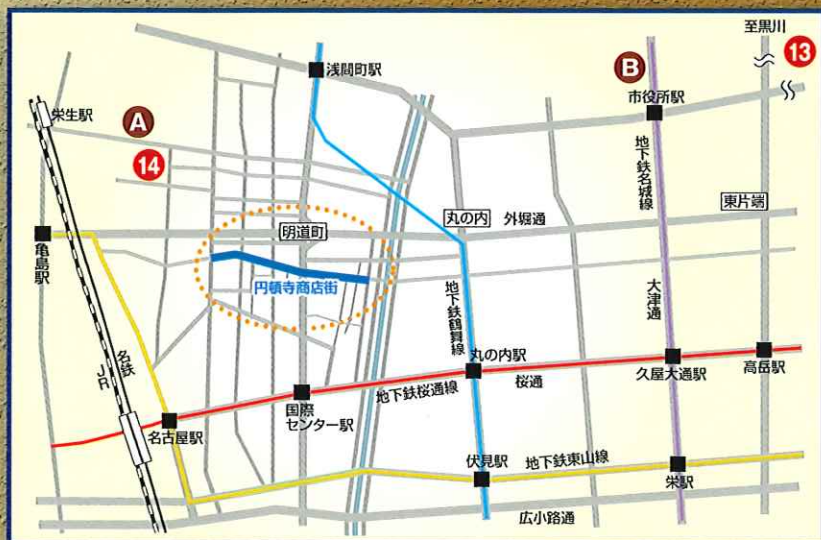 至黒川
13
浅間町駅
B
市役所駅
栄生駅
A
14
地下鉄名城線
丸の内
外堀通
東片端
明道町
亀島駅
円頓寺商店街
地下鉄鶴舞線
大津通
名鉄
JR
丸の内駅
地下鉄桜通線
桜通
久屋大通駅
高岳駅
国際
センター駅
名古屋駅
伏見駅
地下鉄東山線
栄駅
広小路通